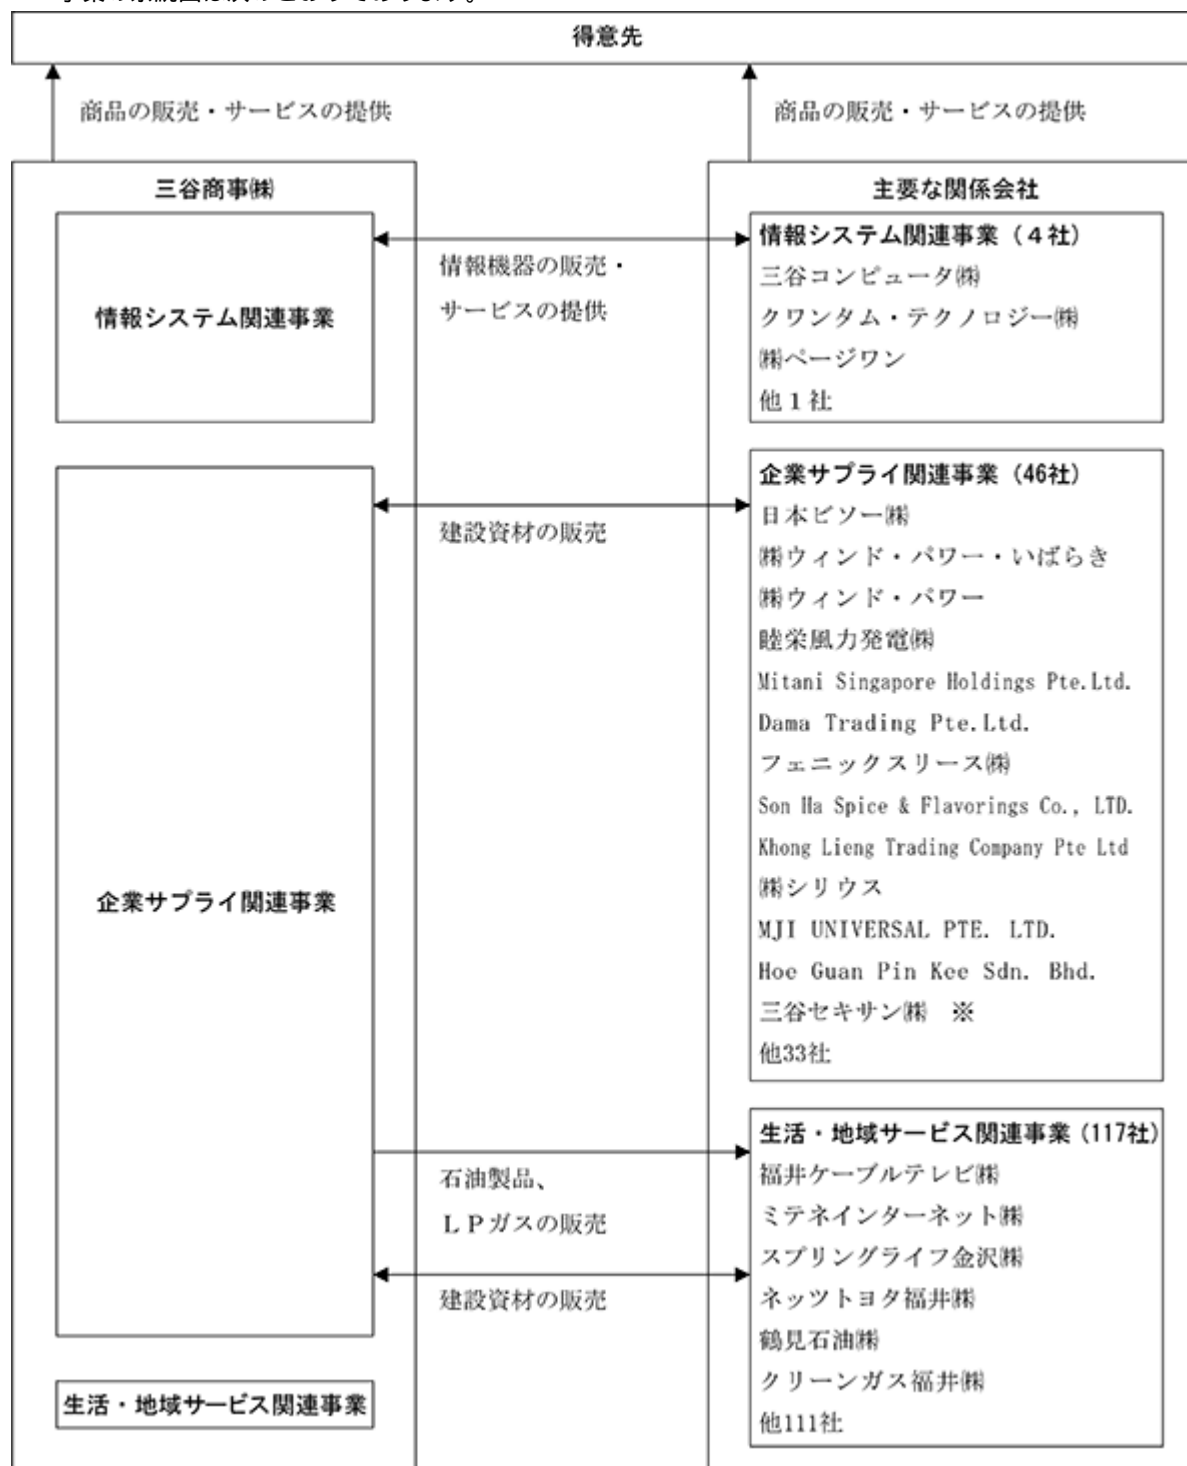 得意先
商品の販売・サービスの提供
商品の販売・サービスの提供
三谷商事㈱
情報システム関連事業
情報機器の販売・
サービスの提供
企業サプライ関連事業
建設資材の販売
石油製品、
ＬＰガスの販売
建設資材の販売
生活・地域サービス関連事業
主要な関係会社
情報システム関連事業（４社）
三谷コンピュータ㈱
クワンタム・テクノロジー㈱
㈱ページワン
他１社
企業サプライ関連事業（46社）
日本ビソー㈱
㈱ウィンド・パワー・いばらき
㈱ウィンド・パワー
睦栄風力発電㈱
Mitani Singapore Holdings Pte.Ltd.
Dama Trading Pte.Ltd.
フェニックスリース㈱
Son Ha Spice & Flavorings Co., LTD.
Khong Lieng Trading Company Pte Ltd
㈱シリウス
MJI UNIVERSAL PTE. LTD.
Hoe Guan Pin Kee Sdn. Bhd.
三谷セキサン㈱　※
他33社
生活・地域サービス関連事業（117社）
福井ケーブルテレビ㈱
ミテネインターネット㈱
スプリングライフ金沢㈱
ネッツトヨタ福井㈱
鶴見石油㈱
クリーンガス福井㈱
他111社